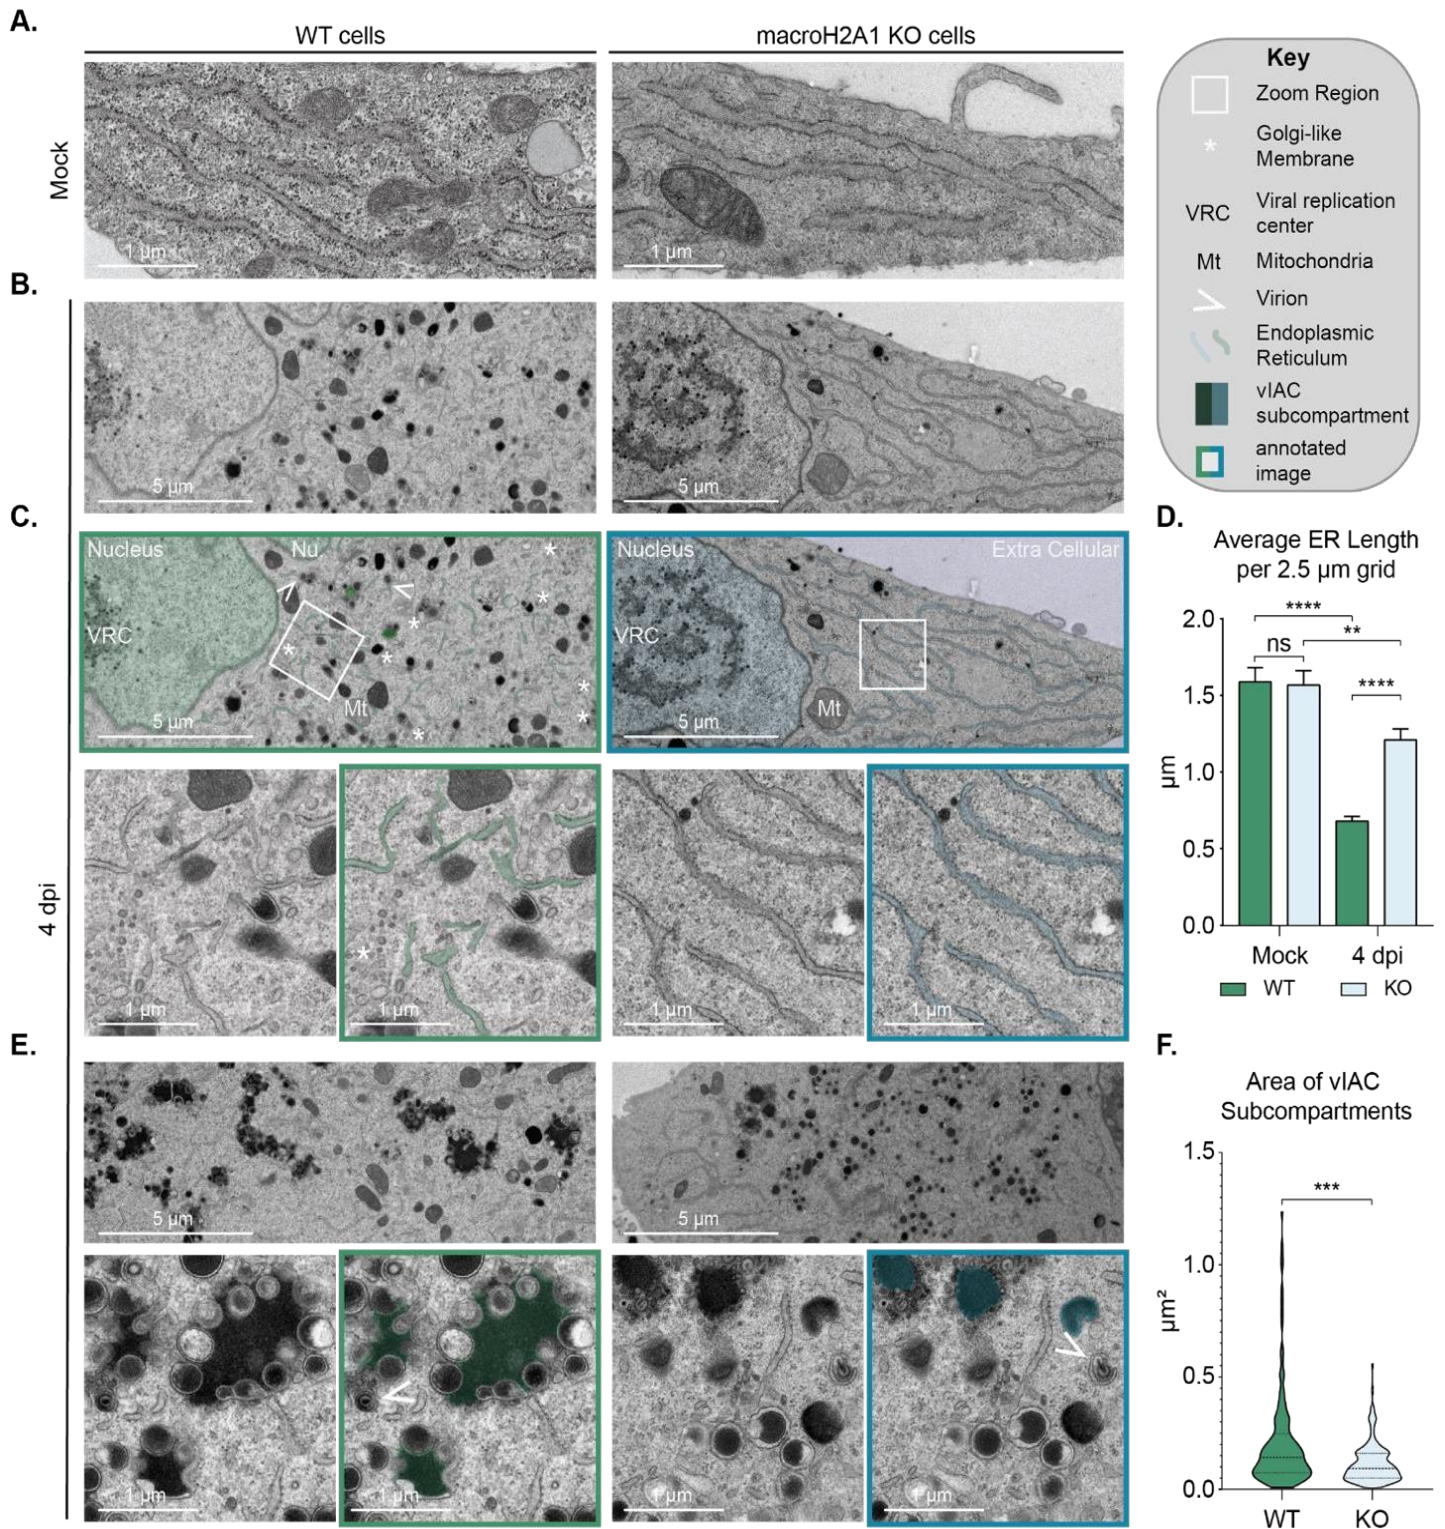 A.
WT cells
macroH2A1 KO cells
Mock
1 µm
1 µm
Key
Zoom Region
*
Golgi-like
Membrane
VRC
Viral replication
center
Mt
Mitochondria
Virion
Endoplasmic
Reticulum
vIAC
subcompartment
annotated
image
B.
4 dpi
5 µm
5 µm
C.
Nucleus
Nu.
*
*
*
*
*
*
*
*
VRC
Mt
5 µm
Nucleus
Extra Cellular
VRC
Mt
5 µm
1 µm
*
1 µm
1 µm
1 µm
D.
Average ER Length
per 2.5 µm grid
2.0
1.5
1.0
0.5
0.0
µm
****
**
ns
****
Mock
4 dpi
WT
KO
E.
5 µm
5 µm
1 µm
1 µm
1 µm
1 µm
F.
Area of vIAC
Subcompartments
1.5
1.0
0.5
0.0
µm²
***
WT
KO